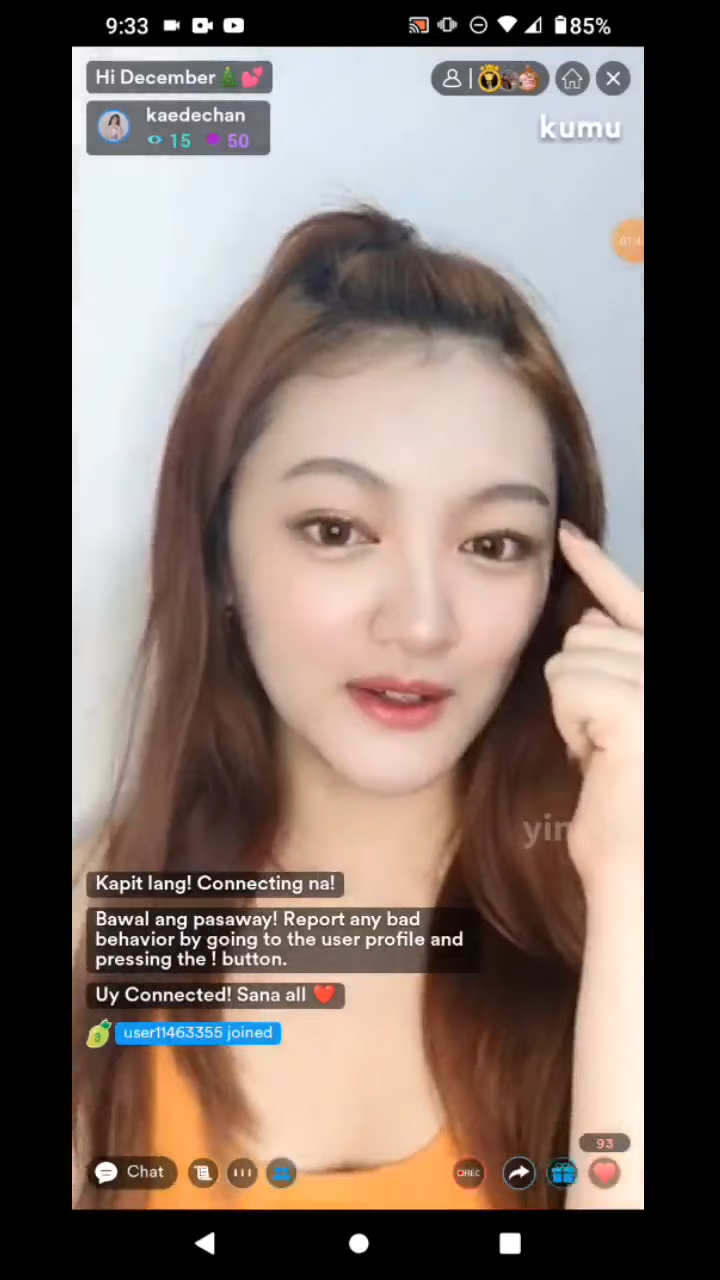 9:33
85%
Hi December
kaedechan
15 50
kumu
Kapit lang! Connecting na!
Bawal ang pasaway! Report any bad
behavior by going to the user profile and
pressing the ! button.
Uy Connected! Sana all
3 user11463355 joined
93
Chat
REC